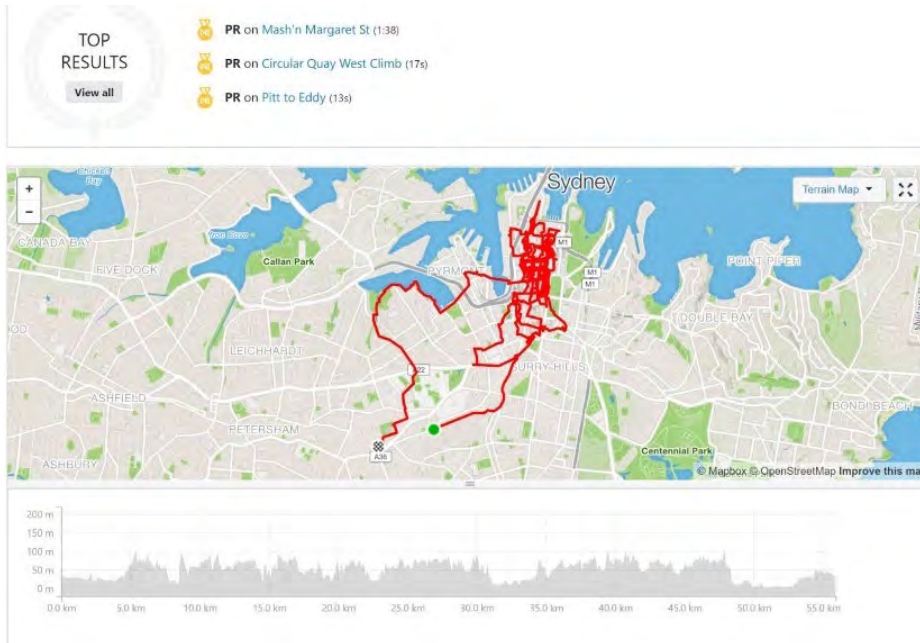 TOP
RESULTS
View all
PR on Mash'n Margaret St (1:38)
PR on Circular Quay West Climb (17s)
PR on Pitt to Eddy (13s)
+
−
Terrain Map
Sydney
CANADA BAY
FIVE DOCK
Callan Park
PYRMONT
M1
M1
M1
POINT PIPER
DOUBLE BAY
LEICHHARDT
ASHFIELD
PETERSHAM
ASHBURY
A36
SURRY HILLS
BONDI BEACH
Centennial Park
© Mapbox © OpenStreetMap Improve this ma
200 m
150 m
100 m
50 m
0 m
0.0 km
5.0 km
10.0 km
15.0 km
20.0 km
25.0 km
30.0 km
35.0 km
40.0 km
45.0 km
50.0 km
55.0 km